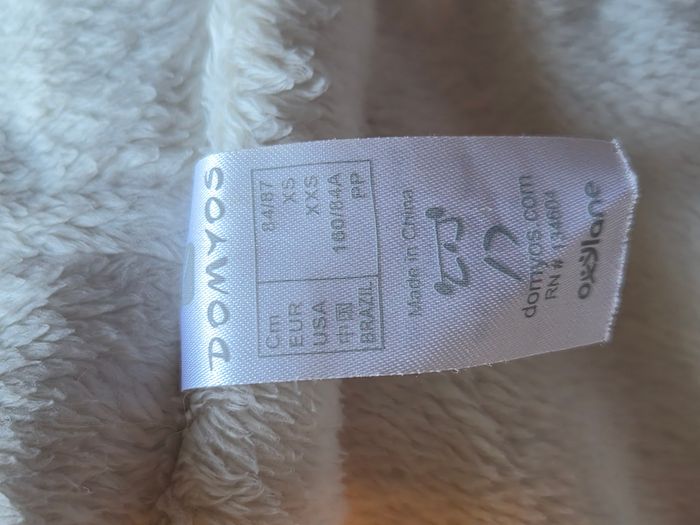 DOMYOS
Cm 84/87
EUR XS
USA XXS
中国 160/84A
BRAZIL PP
Made in China
domyos.com
RN # 134604
oxylane